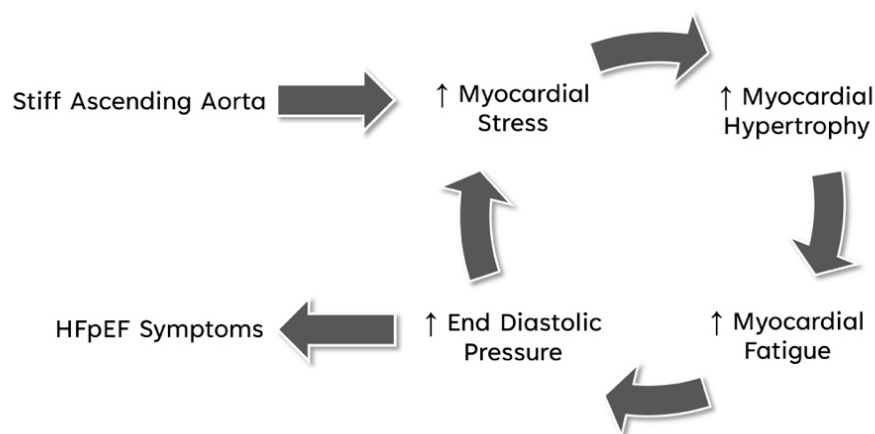 Stiff Ascending Aorta
↑ Myocardial
Stress
↑ Myocardial
Hypertrophy
HFpEF Symptoms
↑ End Diastolic
Pressure
↑ Myocardial
Fatigue